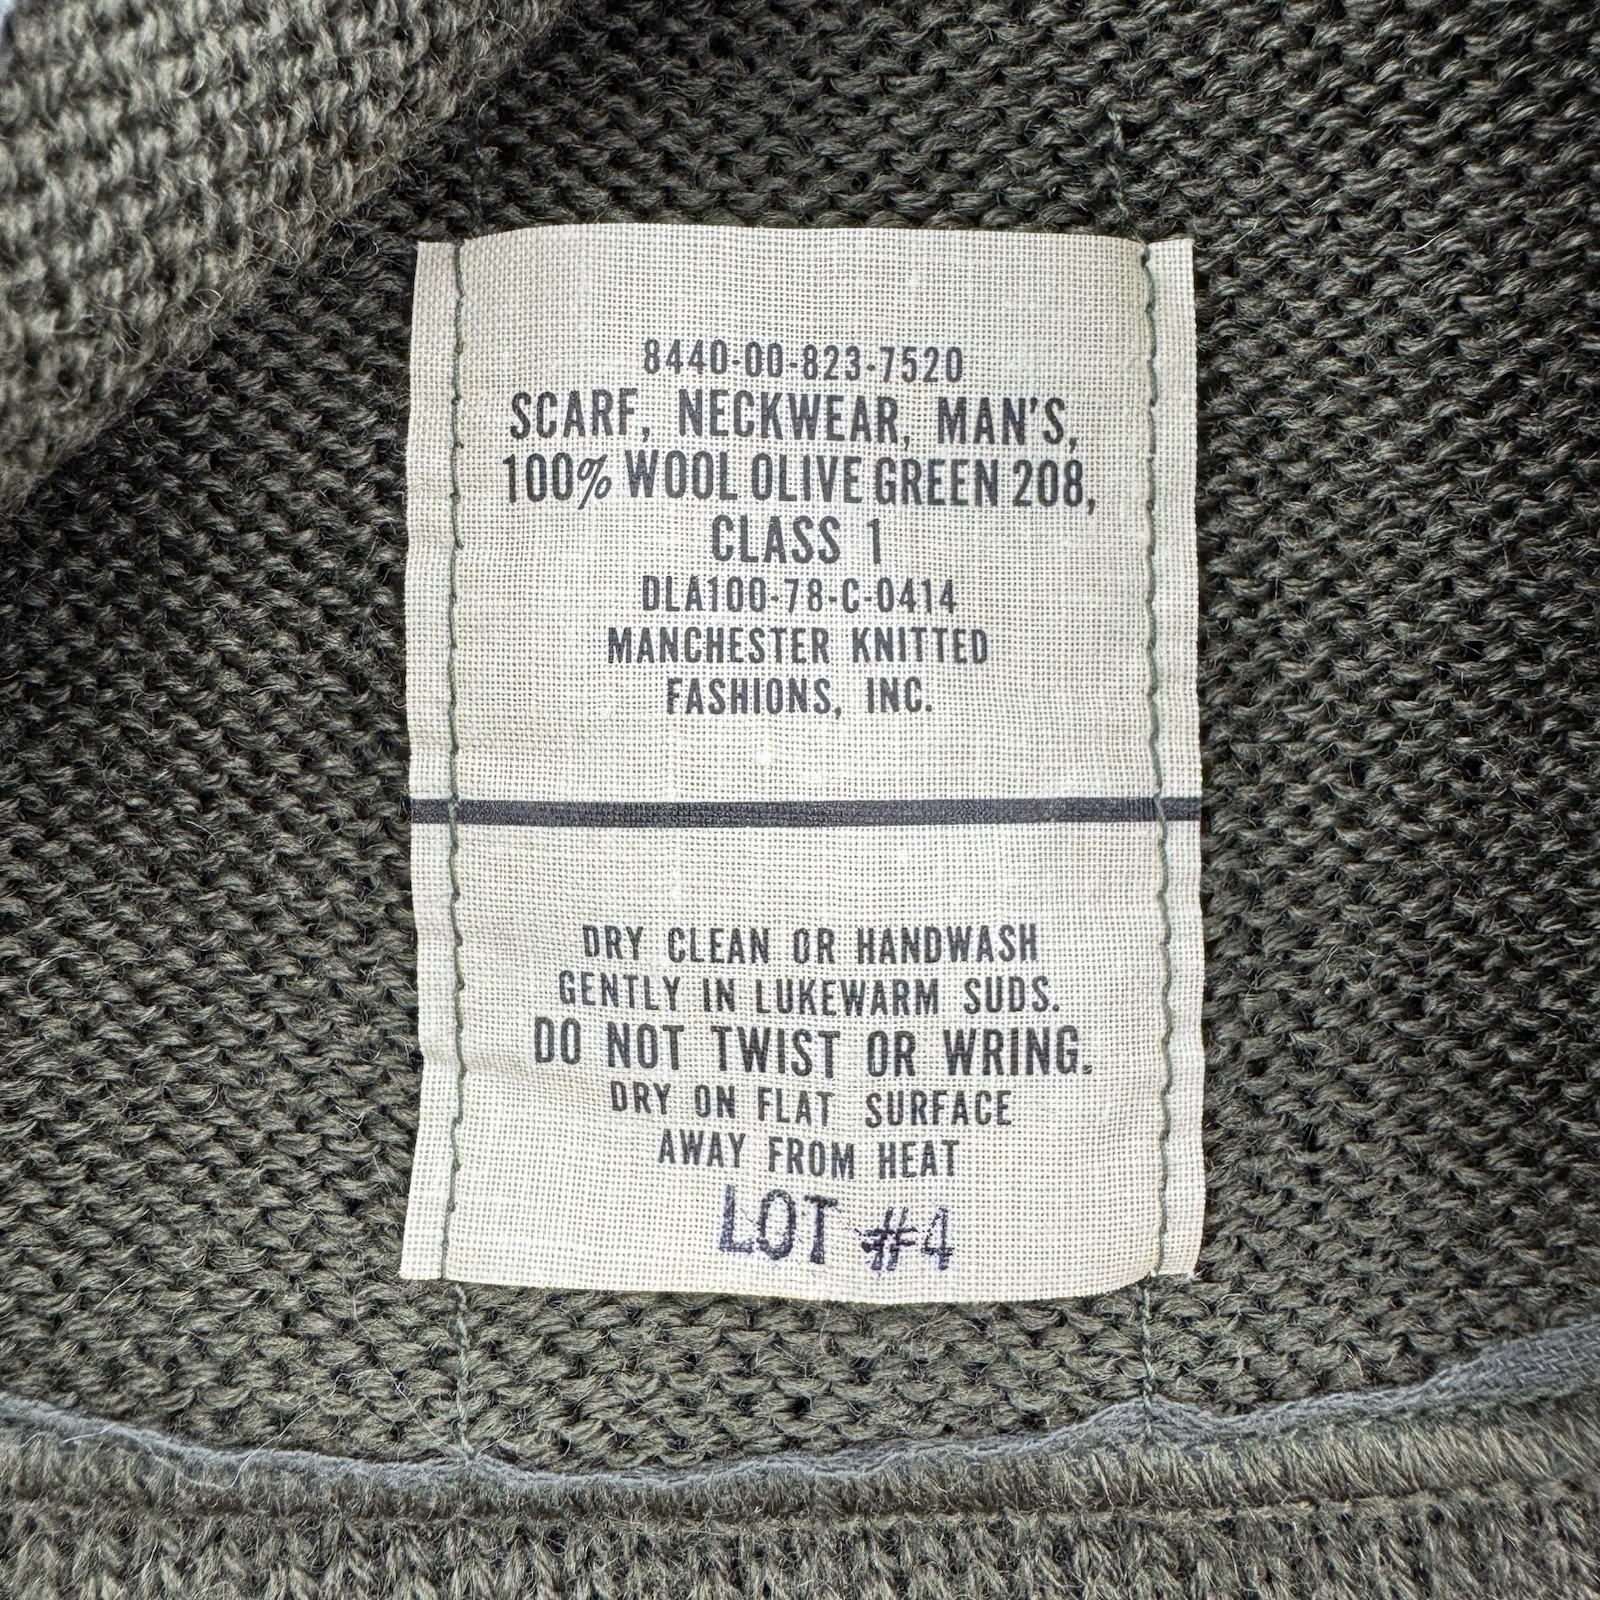 8440-00-823-7520
SCARF, NECKWEAR, MAN'S,
100% WOOL OLIVE GREEN 208,
CLASS 1
DLA100-78-C-0414
MANCHESTER KNITTED
FASHIONS, INC.
DRY CLEAN OR HANDWASH
GENTLY IN LUKEWARM SUDS.
DO NOT TWIST OR WRING.
DRY ON FLAT SURFACE
AWAY FROM HEAT
LOT #4